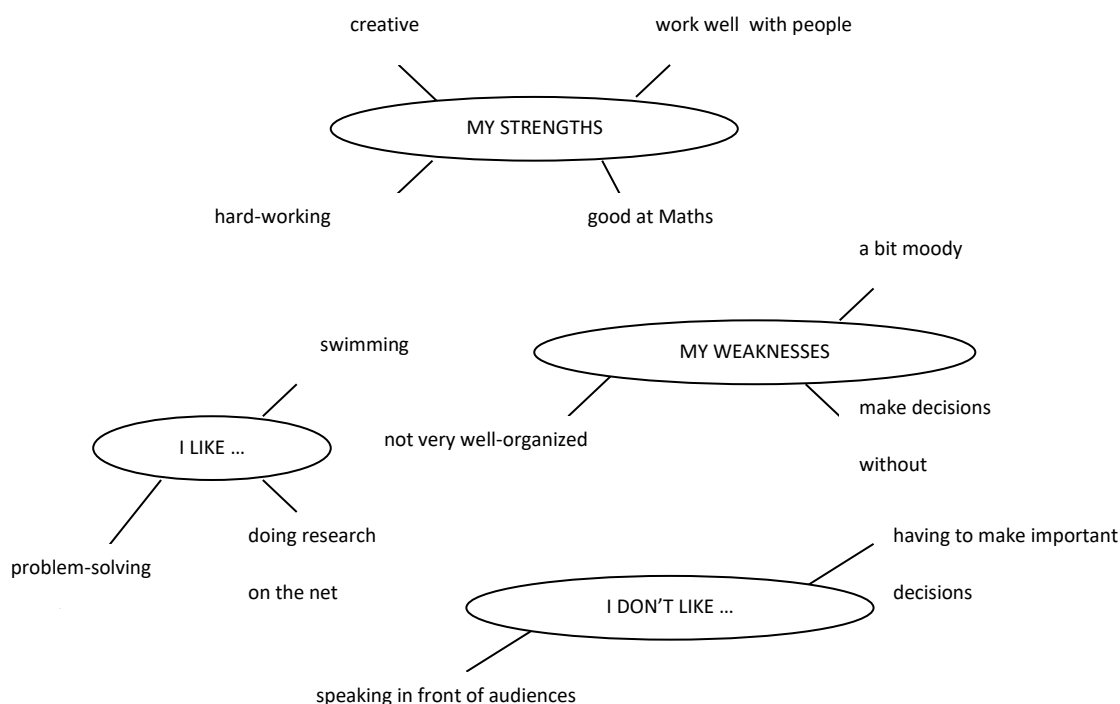 creative
work well with people
MY STRENGTHS
hard-working
good at Maths
a bit moody
swimming
MY WEAKNESSES
make decisions
without
not very well-organized
I LIKE ...
doing research
on the net
problem-solving
having to make important
decisions
I DON'T LIKE ...
speaking in front of audiences